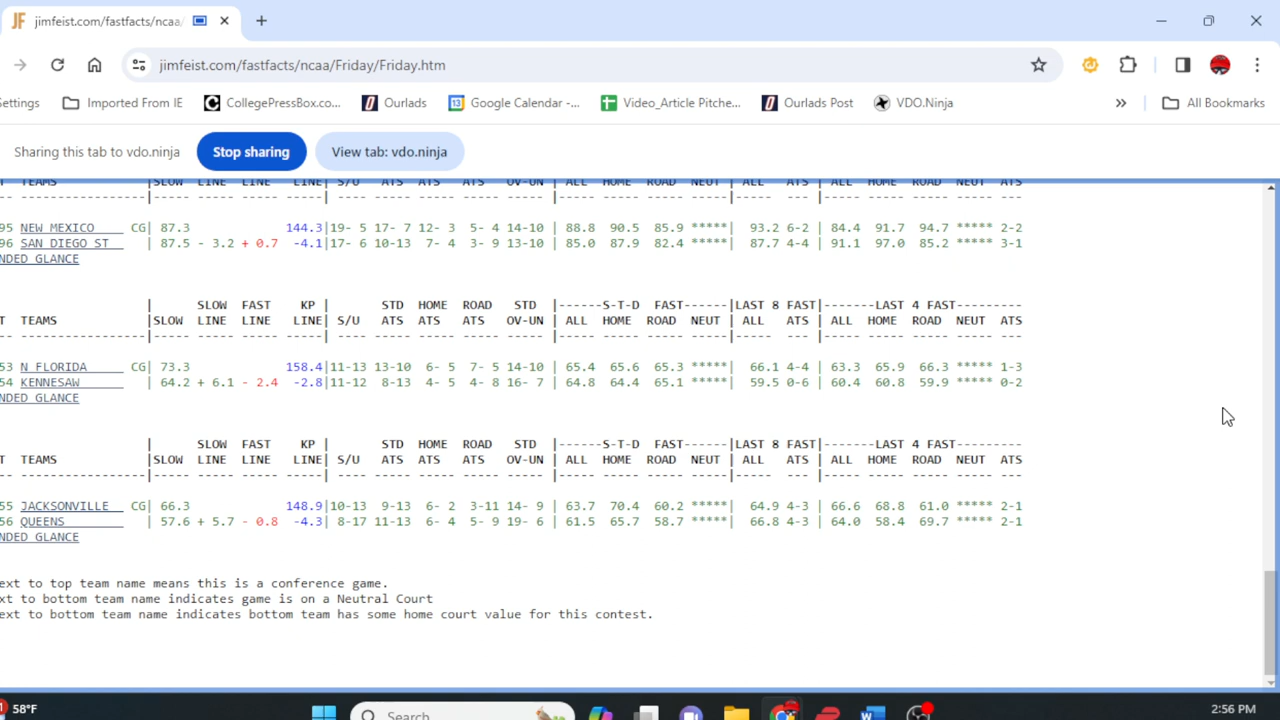 JF jimfeist.com/fastfacts/ncaa/
jimfeist.com/fastfacts/ncaa/Friday/Friday.htm
ettings Imported From IE CollegePressBox.co... Ourlads Google Calendar -... Video_Article Pitche... Ourlads Post VDO.Ninja » All Bookmarks
Sharing this tab to vdo.ninja Stop sharing View tab: vdo.ninja
T TEAMS |SLOW LINE LINE LINE| S/U ATS ATS ATS OV-UN | ALL HOME ROAD NEUT | ALL ATS | ALL HOME ROAD NEUT ATS
- --------------- |----- ----- ----- -----|----- ----- ----- ----- ----- |---- ---- ---- ---- | ---- --- | ---- ---- ---- ---- ---
95 NEW MEXICO CG| 87.3 144.3|19- 5 17- 7 12- 3 5- 4 14-10 | 88.8 90.5 85.9 *****| 93.2 6-2 | 84.4 91.7 94.7 ***** 2-2
96 SAN DIEGO ST | 87.5 - 3.2 + 0.7 -4.1|17- 6 10-13 7- 4 3- 9 13-10 | 85.0 87.9 82.4 *****| 87.7 4-4 | 91.1 97.0 85.2 ***** 3-1
NDED GLANCE
| SLOW FAST KP | STD HOME ROAD STD |------S-T-D FAST------|LAST 8 FAST|-------LAST 4 FAST---------
T TEAMS |SLOW LINE LINE LINE| S/U ATS ATS ATS OV-UN | ALL HOME ROAD NEUT | ALL ATS | ALL HOME ROAD NEUT ATS
- --------------- |----- ----- ----- -----|----- ----- ----- ----- ----- |---- ---- ---- ---- | ---- --- | ---- ---- ---- ---- ---
53 N FLORIDA CG| 73.3 158.4|11-13 13-10 6- 5 7- 5 14-10 | 65.4 65.6 65.3 *****| 66.1 4-4 | 63.3 65.9 66.3 ***** 1-3
54 KENNESAW | 64.2 + 6.1 - 2.4 -2.8|11-12 8-13 4- 5 4- 8 16- 7 | 64.8 64.4 65.1 *****| 59.5 0-6 | 60.4 60.8 59.9 ***** 0-2
NDED GLANCE
| SLOW FAST KP | STD HOME ROAD STD |------S-T-D FAST------|LAST 8 FAST|-------LAST 4 FAST---------
T TEAMS |SLOW LINE LINE LINE| S/U ATS ATS ATS OV-UN | ALL HOME ROAD NEUT | ALL ATS | ALL HOME ROAD NEUT ATS
- --------------- |----- ----- ----- -----|----- ----- ----- ----- ----- |---- ---- ---- ---- | ---- --- | ---- ---- ---- ---- ---
55 JACKSONVILLE CG| 66.3 148.9|10-13 9-13 6- 2 3-11 14- 9 | 63.7 70.4 60.2 *****| 64.9 4-3 | 66.6 68.8 61.0 ***** 2-1
56 QUEENS | 57.6 + 5.7 - 0.8 -4.3| 8-17 11-13 6- 4 5- 9 19- 6 | 61.5 65.7 58.7 *****| 66.8 4-3 | 64.0 58.4 69.7 ***** 2-1
NDED GLANCE
ext to top team name means this is a conference game.
xt to bottom team name indicates game is on a Neutral Court
ext to bottom team name indicates bottom team has some home court value for this contest.
58°F Search 2:56 PM